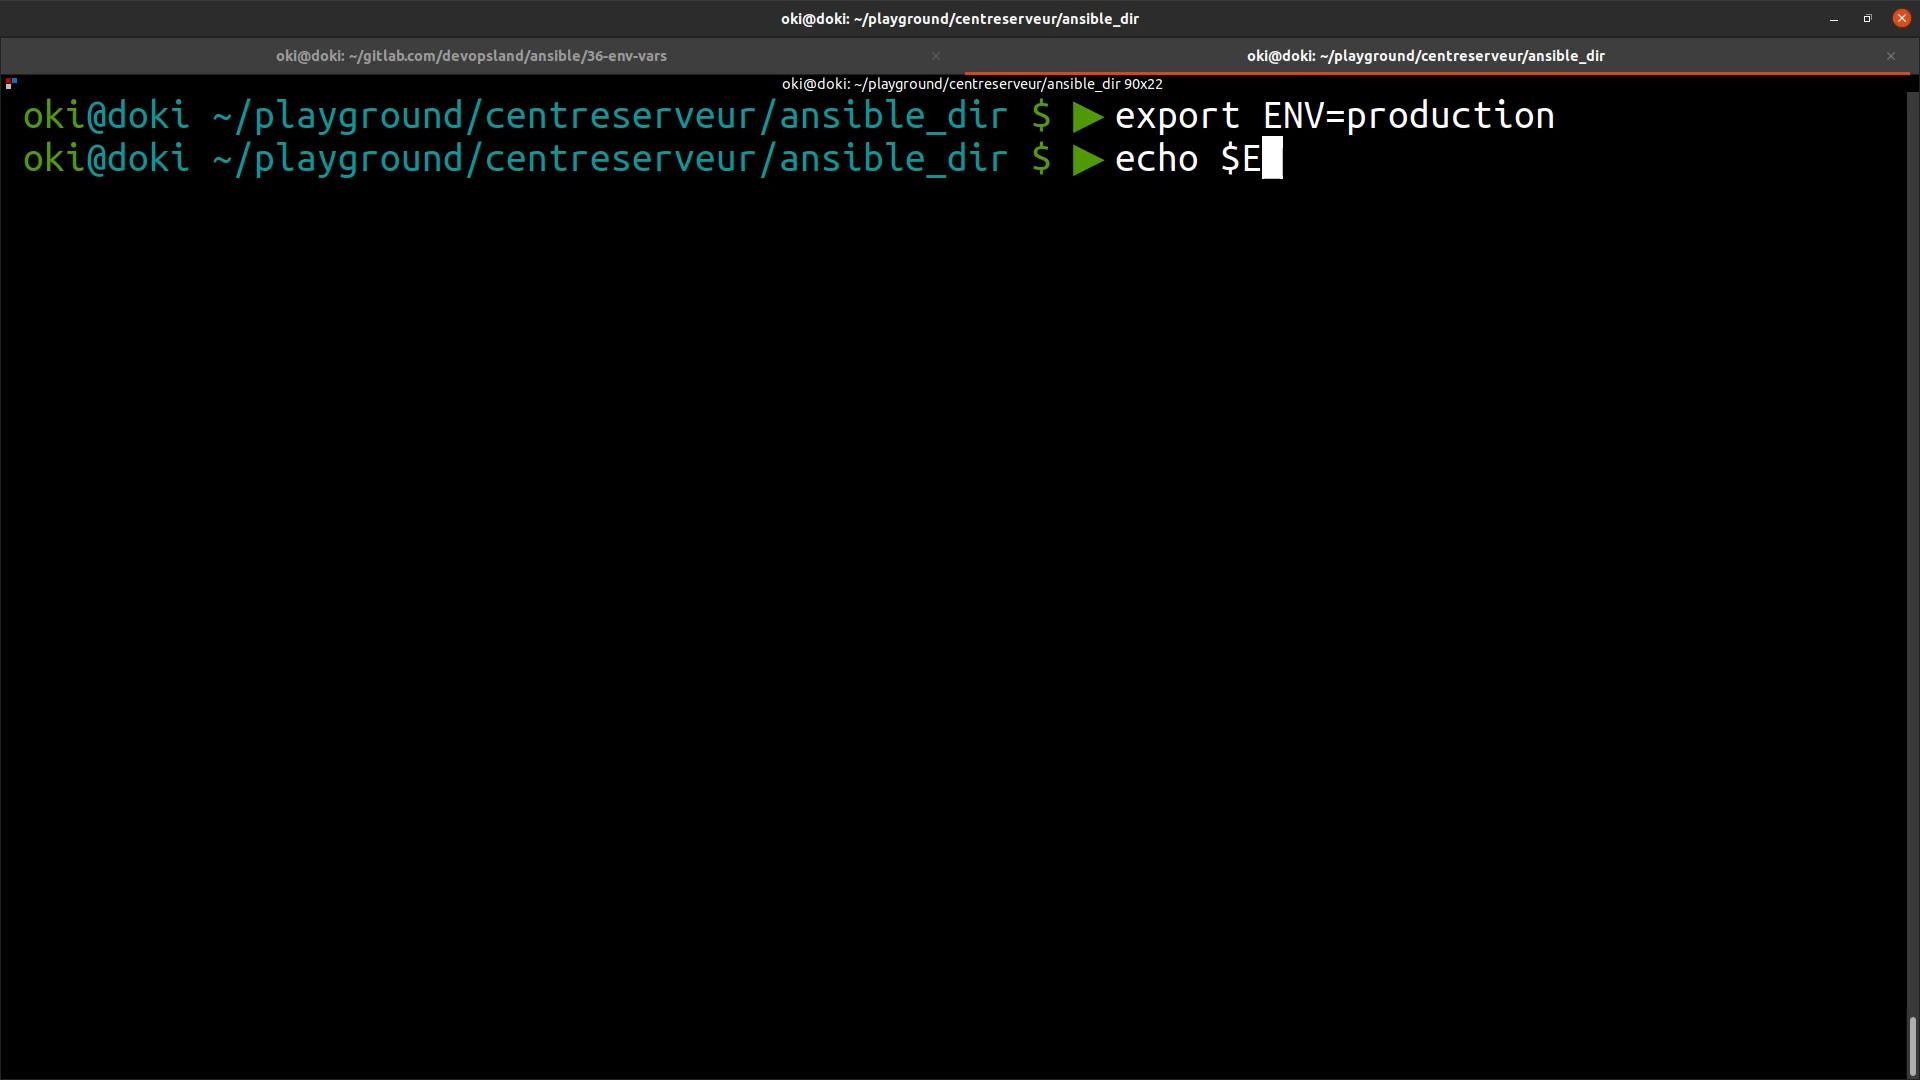 oki@doki: ~/playground/centreserveur/ansible_dir
oki@doki: ~/gitlab.com/devopsland/ansible/36-env-vars
oki@doki: ~/playground/centreserveur/ansible_dir
oki@doki: ~/playground/centreserveur/ansible_dir 90x22
oki@doki ~/playground/centreserveur/ansible_dir $ ▶ export ENV=production
oki@doki ~/playground/centreserveur/ansible_dir $ ▶ echo $E